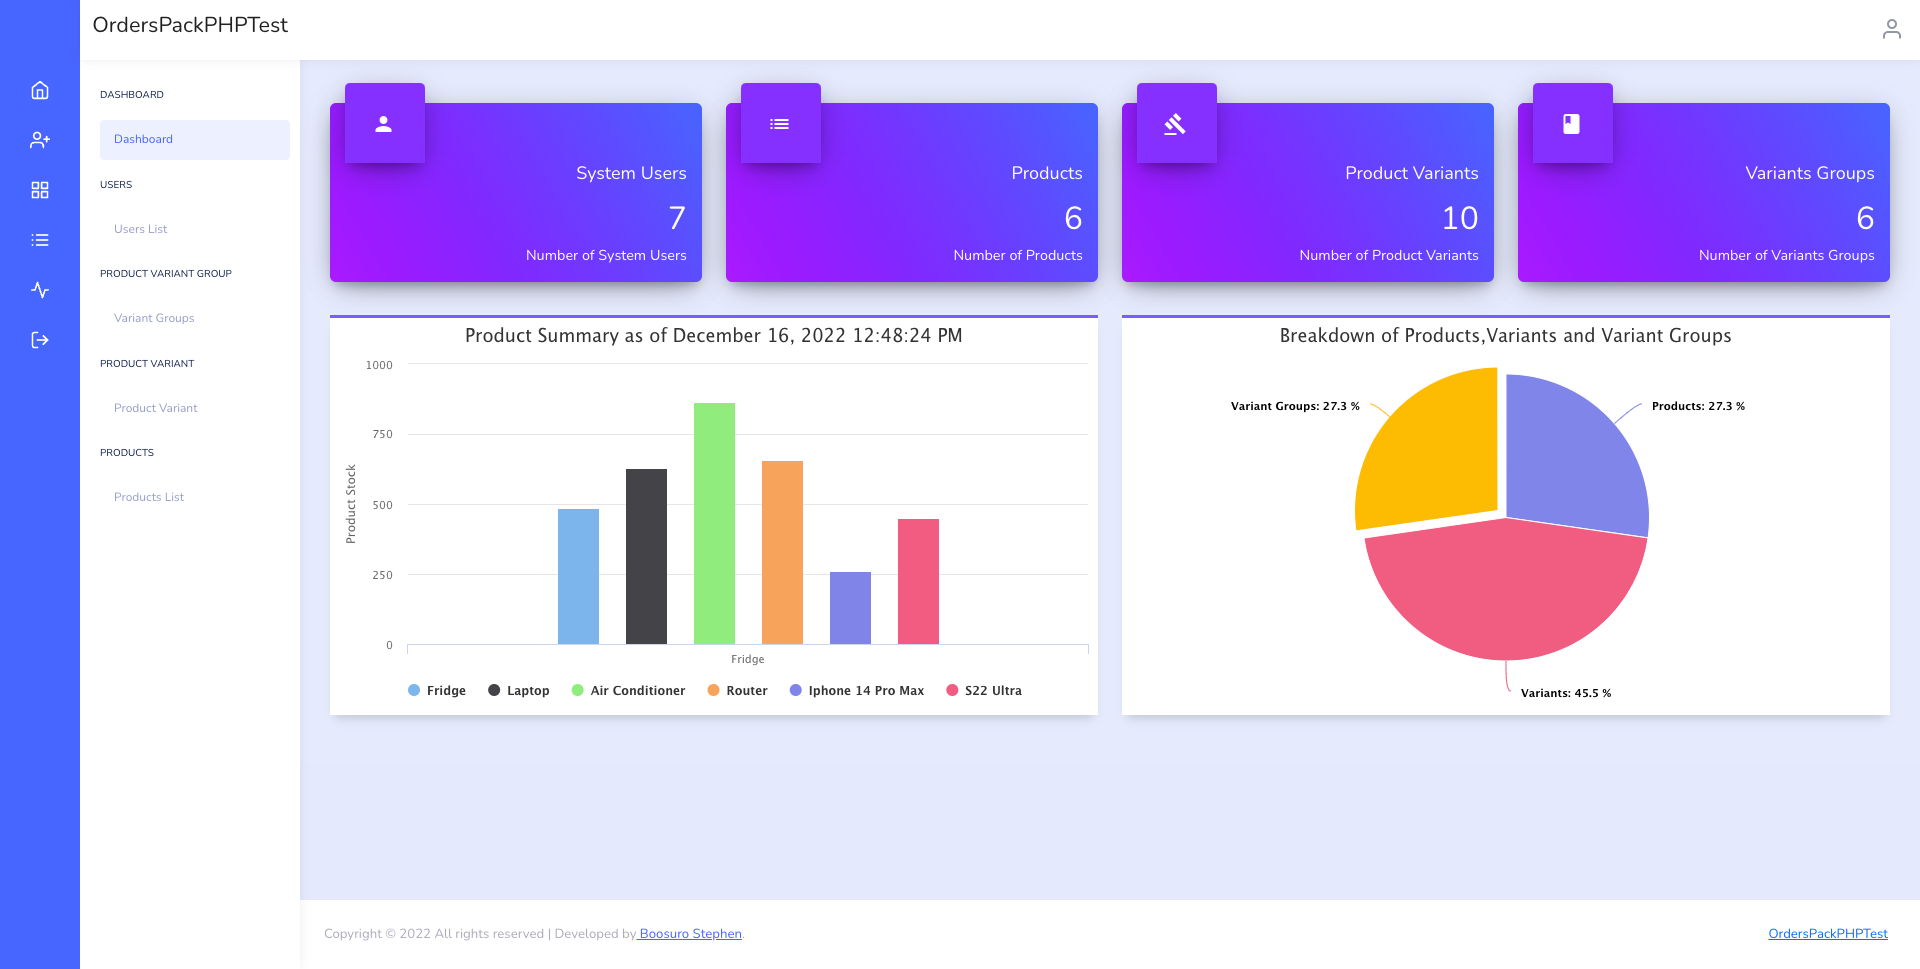 OrdersPackPHPTest
DASHBOARD
Dashboard
USERS
Users List
PRODUCT VARIANT GROUP
Variant Groups
PRODUCT VARIANT
Product Variant
PRODUCTS
Products List
System Users
7
Number of System Users
Products
6
Number of Products
Product Variants
10
Number of Product Variants
Variants Groups
6
Number of Variants Groups
Product Summary as of December 16, 2022 12:48:24 PM
Product Stock
1000
750
500
250
0
Fridge
Fridge Laptop Air Conditioner Router Iphone 14 Pro Max S22 Ultra
Breakdown of Products,Variants and Variant Groups
Variant Groups: 27.3 %
Products: 27.3 %
Variants: 45.5 %
Copyright © 2022 All rights reserved | Developed by Boosuro Stephen.
OrdersPackPHPTest